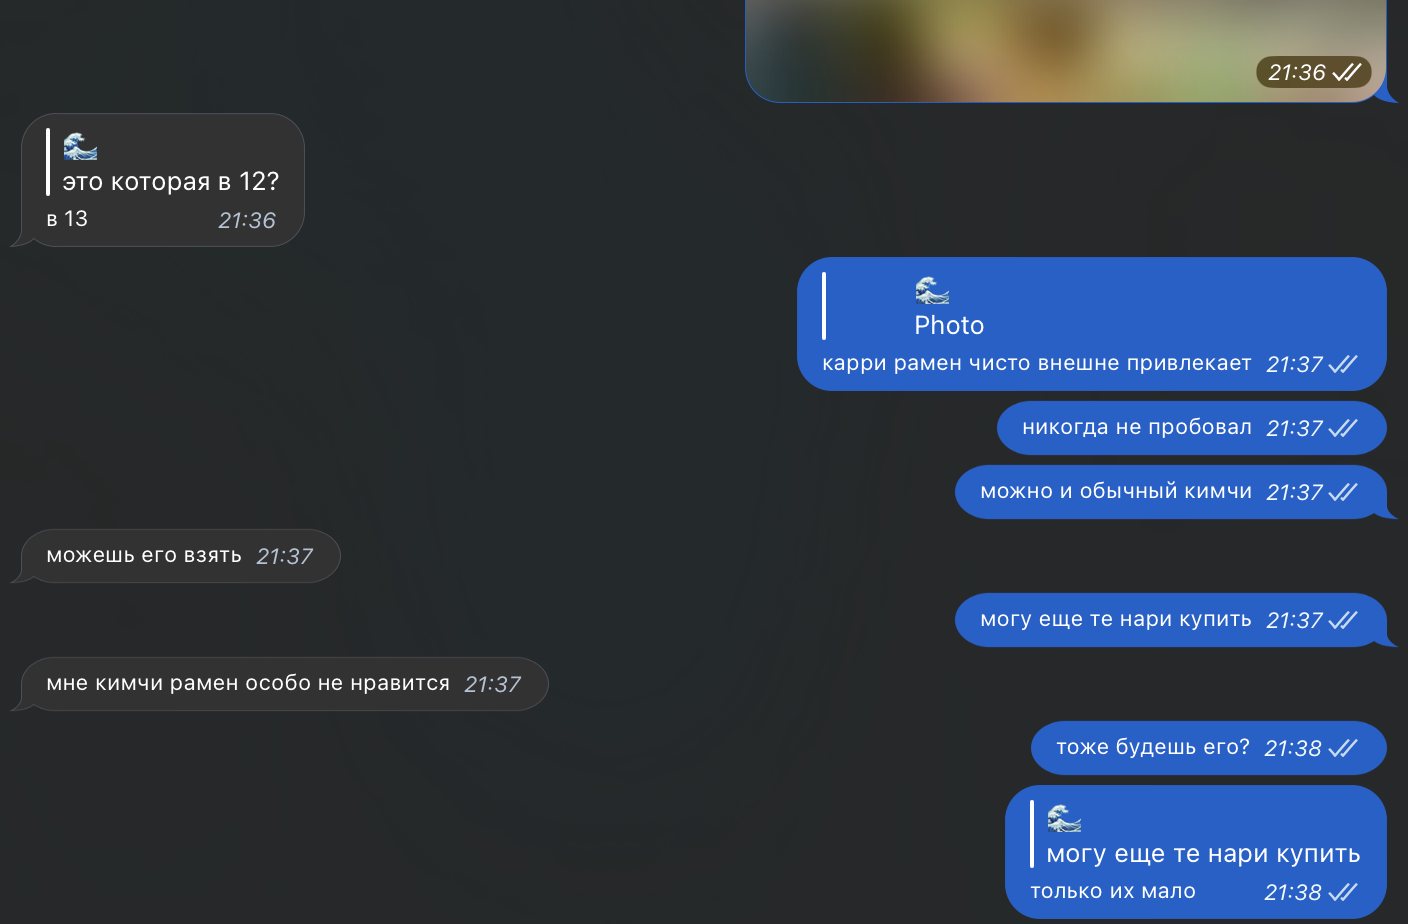 21:36
🌊
это которая в 12?
в 13 21:36
🌊
Photo
карри рамен чисто внешне привлекает 21:37
никогда не пробовал 21:37
можно и обычный кимчи 21:37
можешь его взять 21:37
могу еще те нари купить 21:37
мне кимчи рамен особо не нравится 21:37
тоже будешь его? 21:38
🌊
могу еще те нари купить
только их мало 21:38